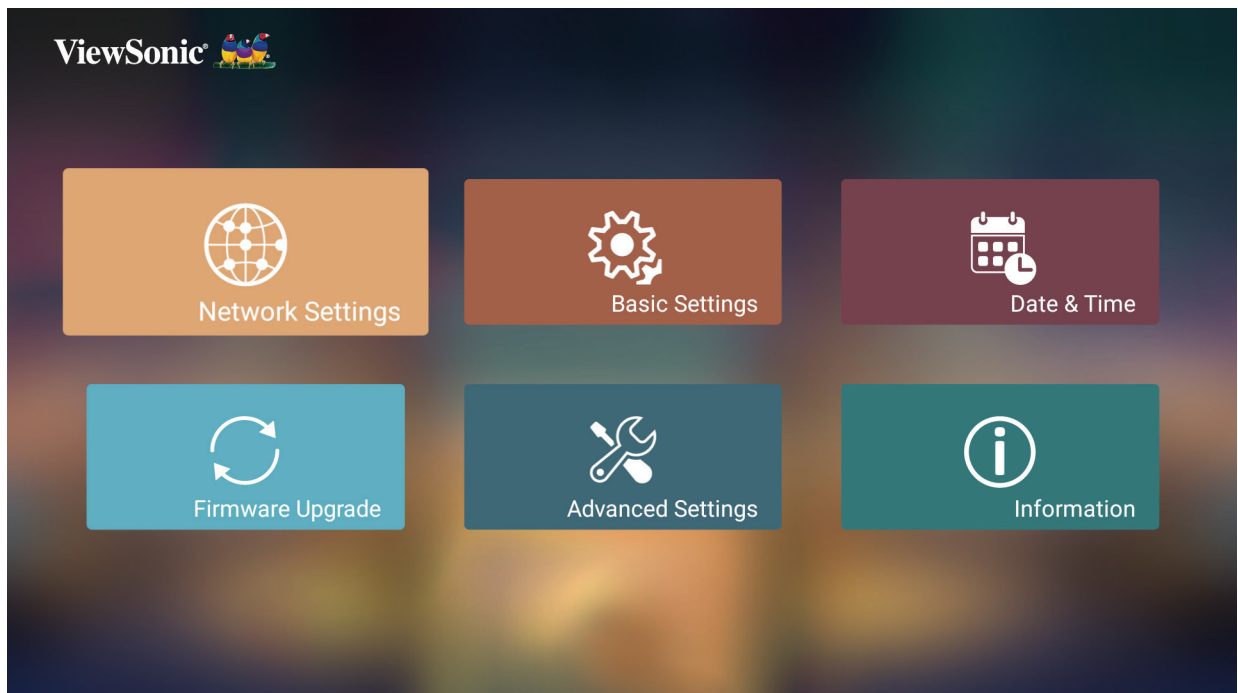 ViewSonic®
Network Settings
Basic Settings
Date & Time
Firmware Upgrade
Advanced Settings
Information